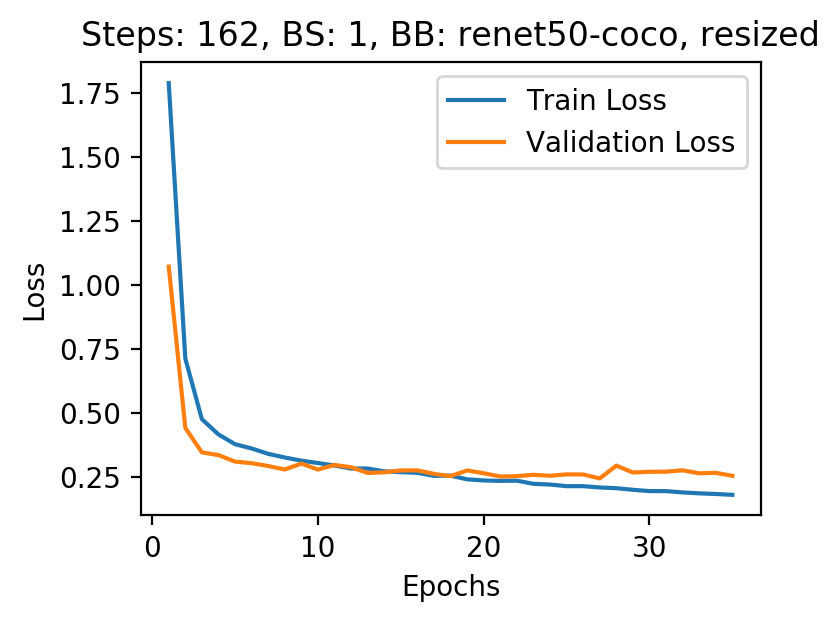 Steps: 162, BS: 1, BB: renet50-coco, resized
Train Loss
Validation Loss
1.75
1.50
1.25
1.00
0.75
0.50
0.25
Loss
0 10 20 30
Epochs